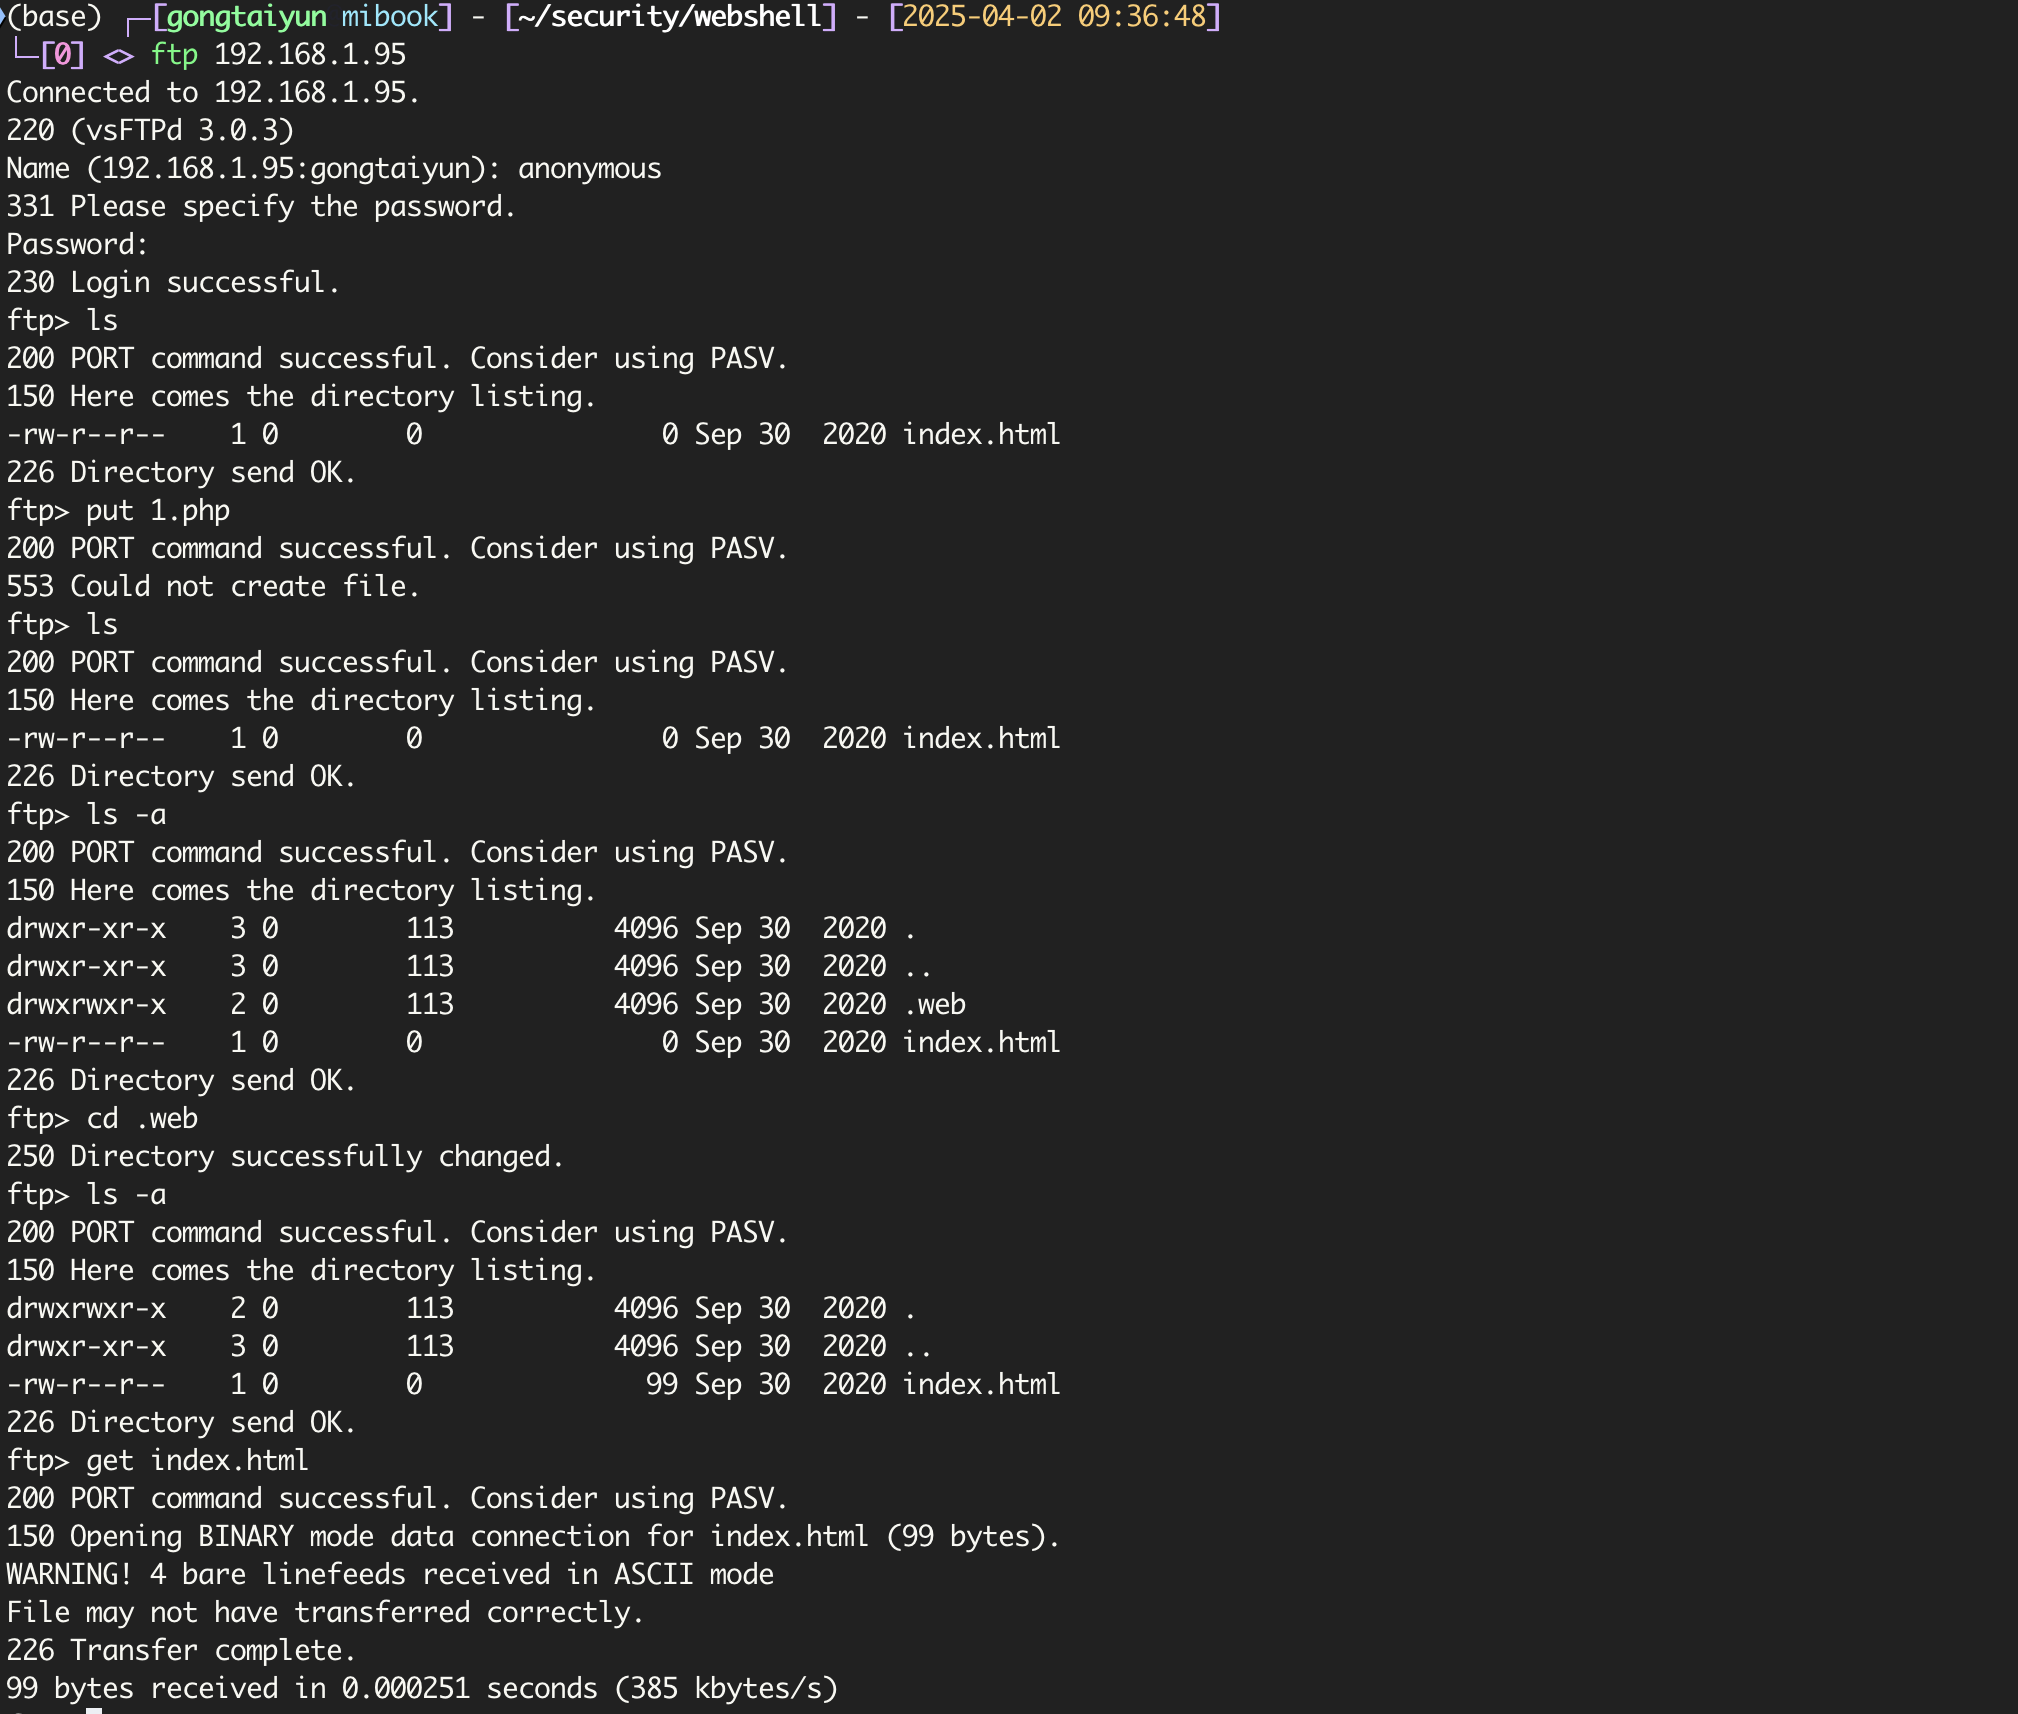 (base) ┌─[gongtaiyun mibook] - [~/security/webshell] - [2025-04-02 09:36:48]
└─[0] <> ftp 192.168.1.95
Connected to 192.168.1.95.
220 (vsFTPd 3.0.3)
Name (192.168.1.95:gongtaiyun): anonymous
331 Please specify the password.
Password:
230 Login successful.
ftp> ls
200 PORT command successful. Consider using PASV.
150 Here comes the directory listing.
-rw-r--r--    1 0        0               0 Sep 30  2020 index.html
226 Directory send OK.
ftp> put 1.php
200 PORT command successful. Consider using PASV.
553 Could not create file.
ftp> ls
200 PORT command successful. Consider using PASV.
150 Here comes the directory listing.
-rw-r--r--    1 0        0               0 Sep 30  2020 index.html
226 Directory send OK.
ftp> ls -a
200 PORT command successful. Consider using PASV.
150 Here comes the directory listing.
drwxr-xr-x    3 0        113          4096 Sep 30  2020 .
drwxr-xr-x    3 0        113          4096 Sep 30  2020 ..
drwxrwxr-x    2 0        113          4096 Sep 30  2020 .web
-rw-r--r--    1 0        0               0 Sep 30  2020 index.html
226 Directory send OK.
ftp> cd .web
250 Directory successfully changed.
ftp> ls -a
200 PORT command successful. Consider using PASV.
150 Here comes the directory listing.
drwxrwxr-x    2 0        113          4096 Sep 30  2020 .
drwxr-xr-x    3 0        113          4096 Sep 30  2020 ..
-rw-r--r--    1 0        0              99 Sep 30  2020 index.html
226 Directory send OK.
ftp> get index.html
200 PORT command successful. Consider using PASV.
150 Opening BINARY mode data connection for index.html (99 bytes).
WARNING! 4 bare linefeeds received in ASCII mode
File may not have transferred correctly.
226 Transfer complete.
99 bytes received in 0.000251 seconds (385 kbytes/s)